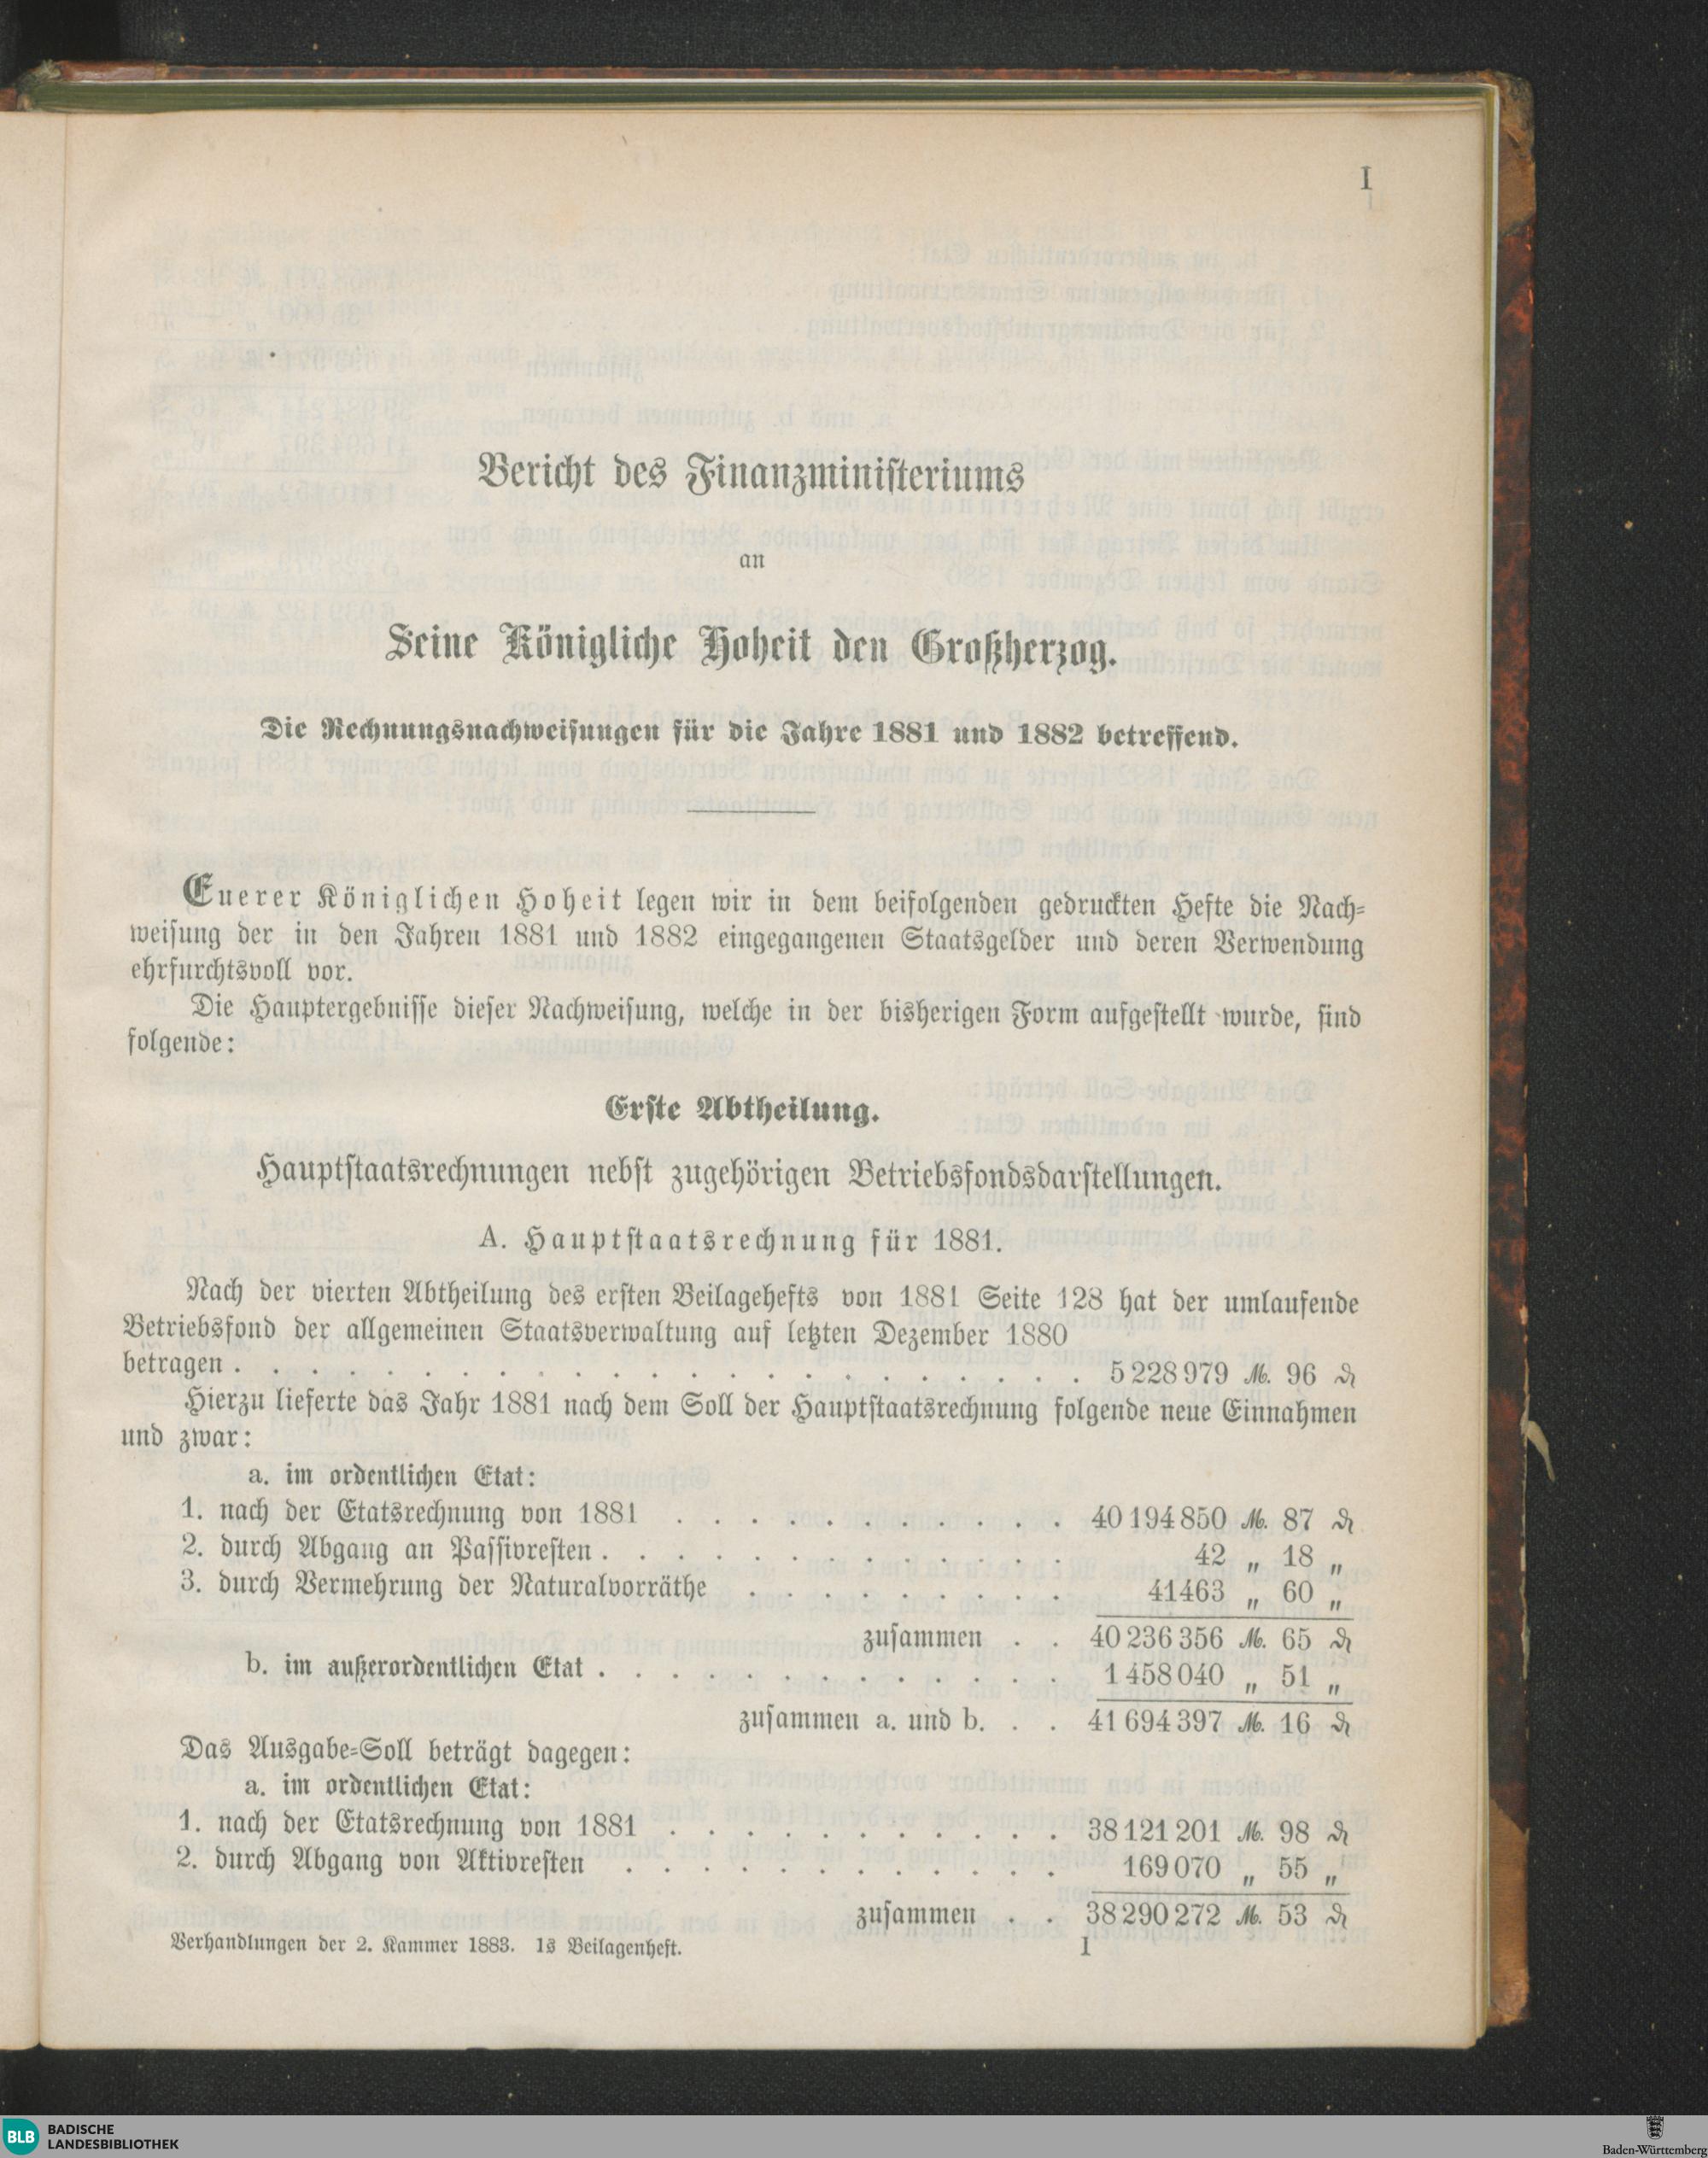 I
Bericht des Finanzministeriums
an
Seine Königliche Hoheit den Großherzog.
Die Rechnungsnachweisungen für die Jahre 1881 und 1882 betreffend.
Euerer Königlichen Hoheit legen wir in dem beifolgenden gedruckten Hefte die Nach-
weisung der in den Jahren 1881 und 1882 eingegangenen Staatsgelder und deren Verwendung
ehrfurchtsvoll vor.
Die Hauptergebnisse dieser Nachweisung, welche in der bisherigen Form aufgestellt wurde, sind
folgende:
Erste Abtheilung.
Hauptstaatsrechnungen nebst zugehörigen Betriebsfondsdarstellungen.
A. Hauptstaatsrechnung für 1881.
Nach der vierten Abtheilung des ersten Beilagehefts von 1881 Seite 128 hat der umlaufende
Betriebsfond der allgemeinen Staatsverwaltung auf letzten Dezember 1880
betragen . . . . . . . . . . . . . . . . . . . . . . . 5 228 979 ℳ. 96 ₰
Hierzu lieferte das Jahr 1881 nach dem Soll der Hauptstaatsrechnung folgende neue Einnahmen
und zwar:
a. im ordentlichen Etat:
1. nach der Etatsrechnung von 1881 . . . . . . . . . . . 40 194 850 ℳ. 87 ₰
2. durch Abgang an Passivresten . . . . . . . . . . . . . 42 „ 18 „
3. durch Vermehrung der Naturalvorräthe . . . . . . . . . 41463 „ 60 „
zusammen . . 40 236 356 ℳ. 65 ₰
b. im außerordentlichen Etat . . . . . . . . . . . . . 1 458 040 „ 51 „
zusammen a. und b. . . 41 694 397 ℳ. 16 ₰
Das Ausgabe-Soll beträgt dagegen:
a. im ordentlichen Etat:
1. nach der Etatsrechnung von 1881 . . . . . . . . . . . 38 121 201 ℳ. 98 ₰
2. durch Abgang von Aktivresten . . . . . . . . . . . . 169 070 „ 55 „
zusammen . . 38 290 272 ℳ. 53 ₰
Verhandlungen der 2. Kammer 1883. 1s Beilagenheft. I
BLB BADISCHE
LANDESBIBLIOTHEK
Baden-Württemberg